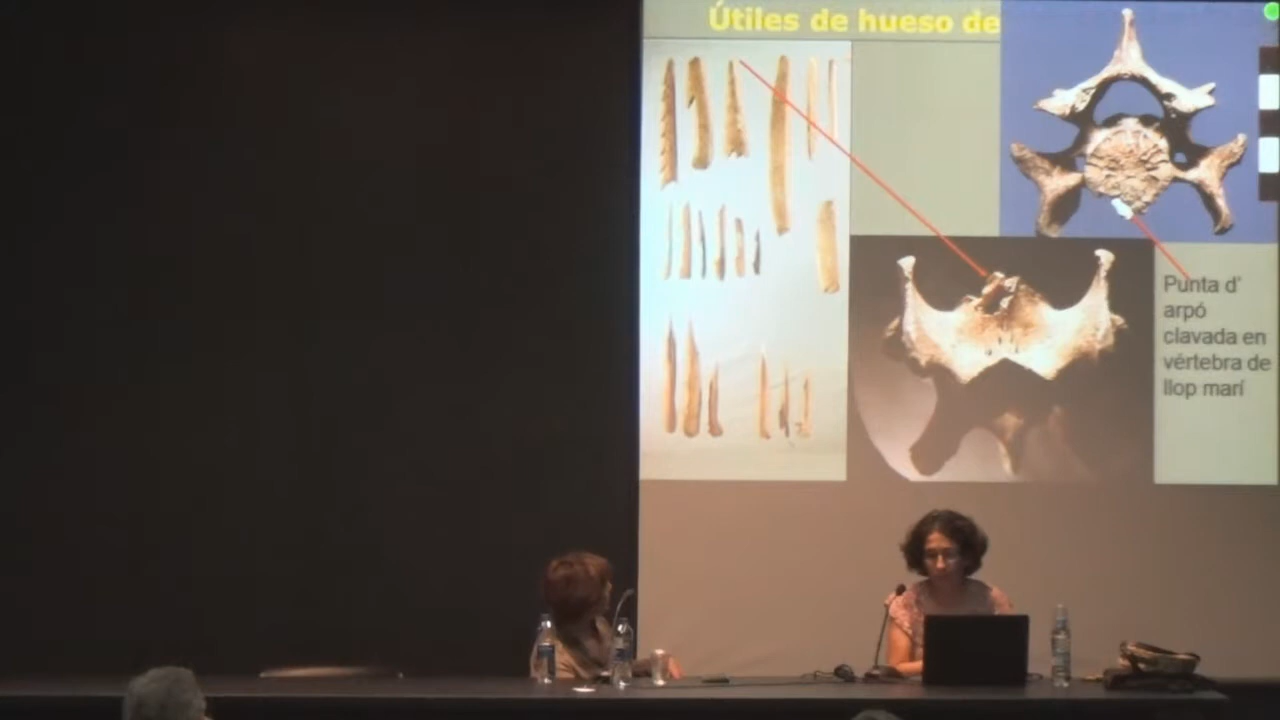 Útiles de hueso de
Punta d'
arpó
clavada en
vértebra de
llop marí